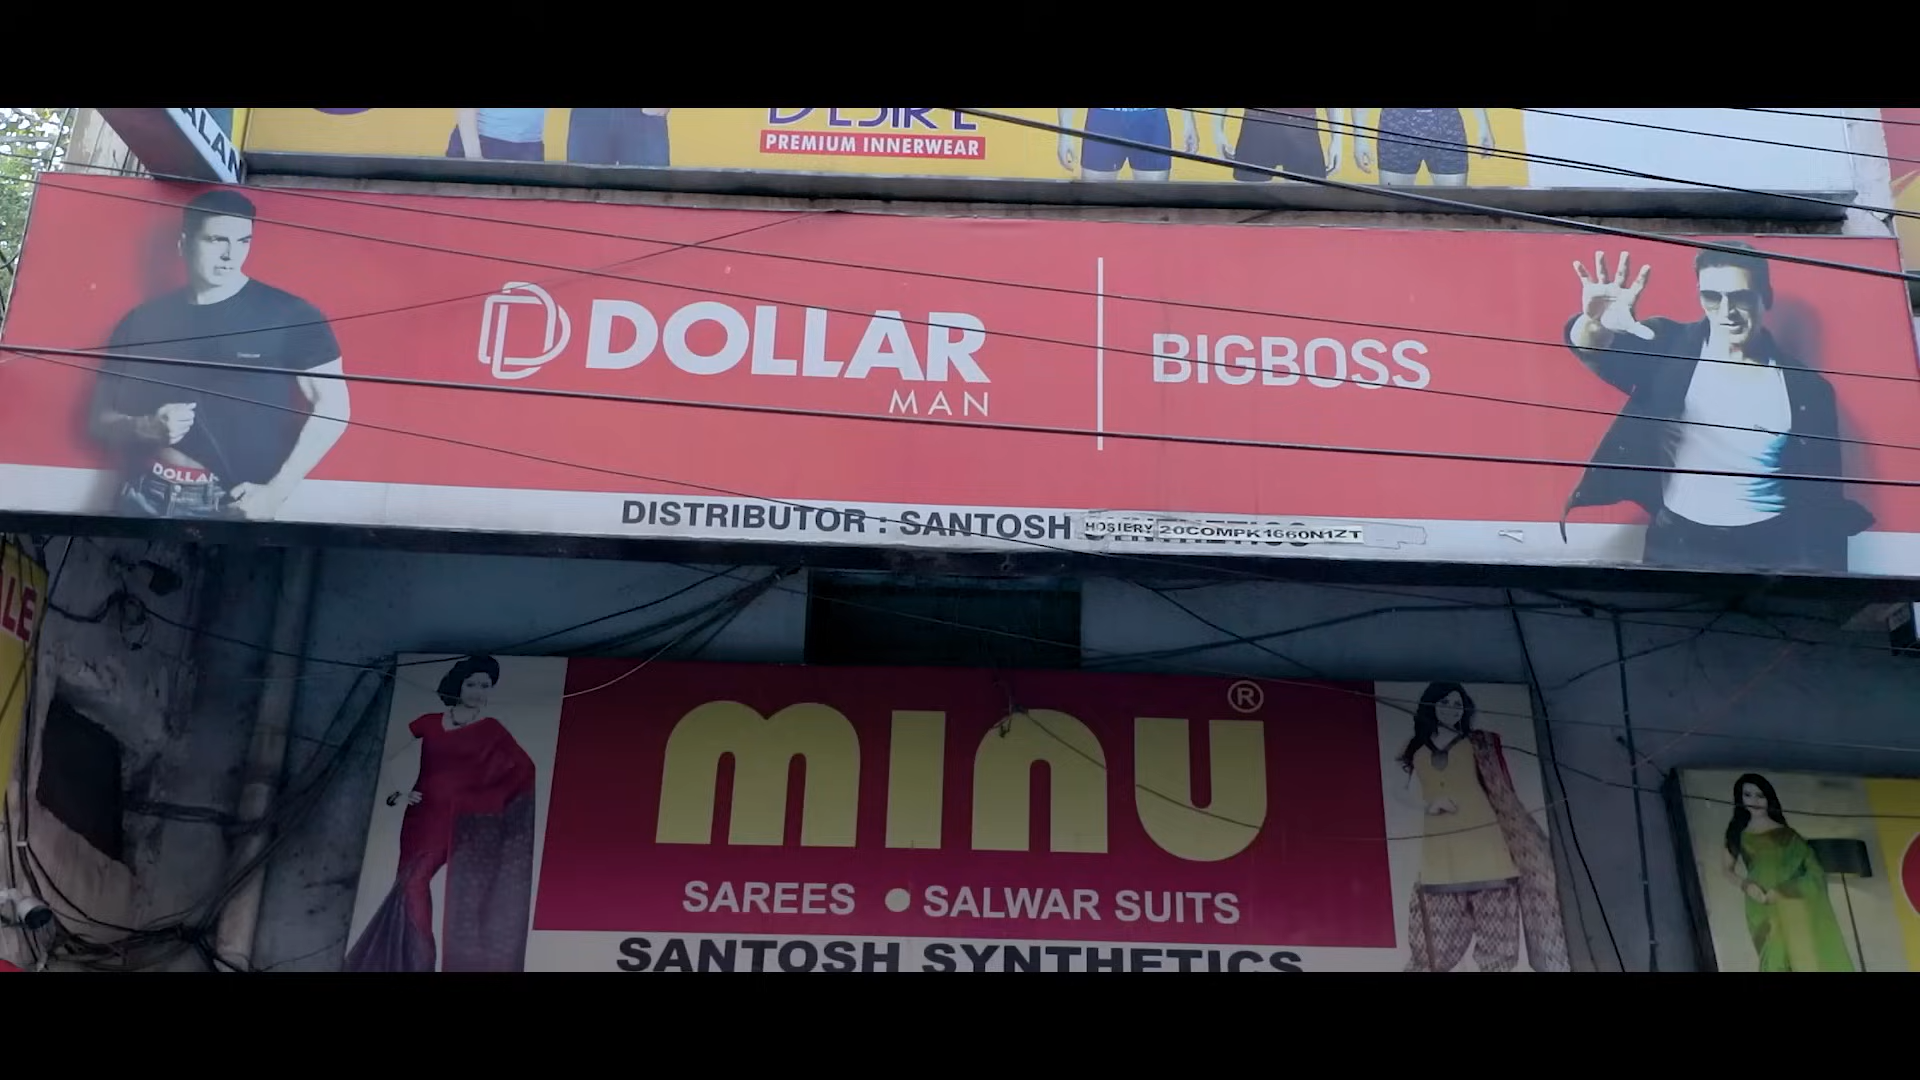 DESIRE
PREMIUM INNERWEAR
DOLLAR
MAN
BIGBOSS
DOLLAR
DISTRIBUTOR : SANTOSH HOSIERY 20COMPK1660N1ZT
minu ®
SAREES ● SALWAR SUITS
SANTOSH SYNTHETICS